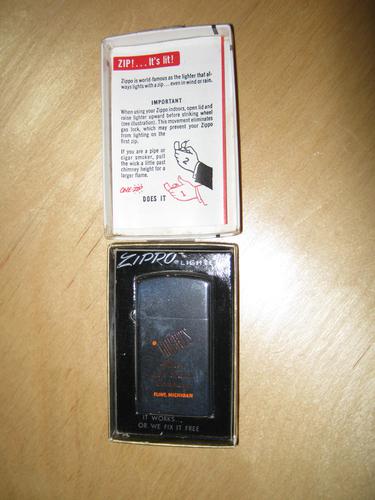 ZIP! . . . It's lit!
Zippo is world-famous as the lighter that al-
ways lights with a zip . . . even in wind or rain.
IMPORTANT
When using your Zippo indoors, open lid and
raise lighter upward before striking wheel
(see illustration). This movement eliminates
gas lock, which may prevent your Zippo
from lighting on the
first zip.
If you are a pipe or
cigar smoker, pull
the wick a little past
chimney height for a
larger flame.
2
1
ONE-ZIP
DOES IT
ZIPPO
FLINT, MICHIGAN
IT WORKS...
OR WE FIX IT FREE